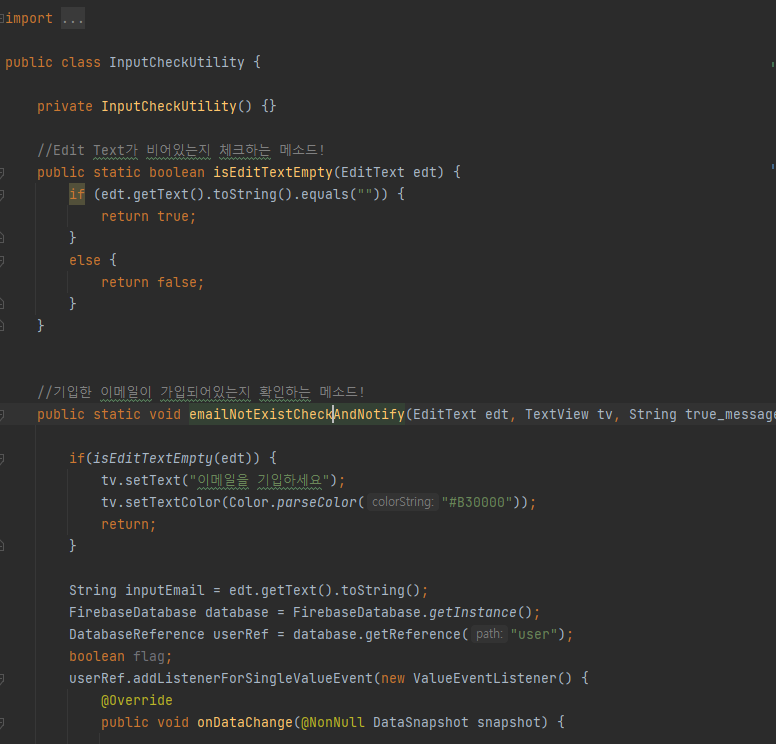 import ...
public class InputCheckUtility {
private InputCheckUtility() {}
//Edit Text가 비어있는지 체크하는 메소드!
public static boolean isEditTextEmpty(EditText edt) {
if (edt.getText().toString().equals("")) {
return true;
}
else {
return false;
}
}
//기입한 이메일이 가입되어있는지 확인하는 메소드!
public static void emailNotExistCheckAndNotify(EditText edt, TextView tv, String true_message
if(isEditTextEmpty(edt)) {
tv.setText("이메일을 기입하세요");
tv.setTextColor(Color.parseColor( colorString: "#B30000"));
return;
}
String inputEmail = edt.getText().toString();
FirebaseDatabase database = FirebaseDatabase.getInstance();
DatabaseReference userRef = database.getReference( path: "user");
boolean flag;
userRef.addListenerForSingleValueEvent(new ValueEventListener() {
@Override
public void onDataChange(@NonNull DataSnapshot snapshot) {